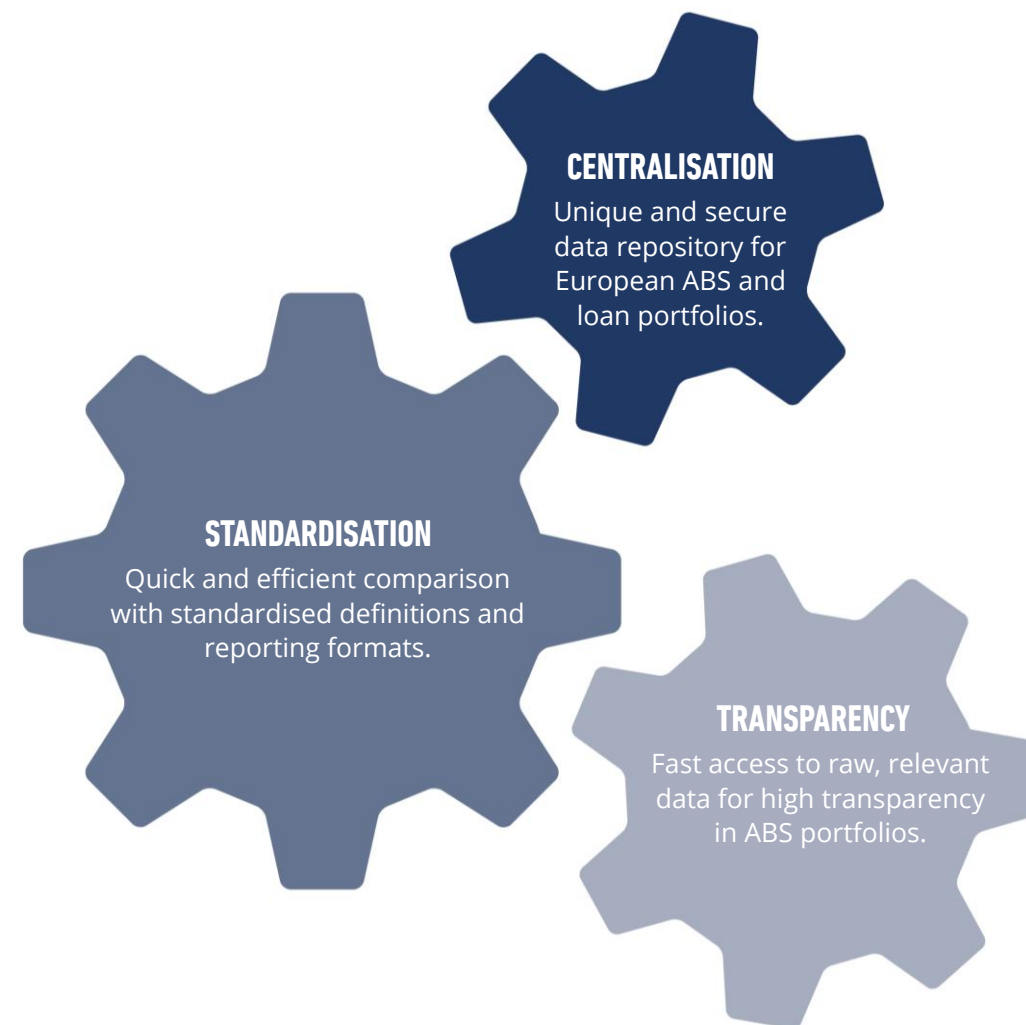 CENTRALISATION
Unique and secure
data repository for
European ABS and
loan portfolios.
STANDARDISATION
Quick and efficient comparison
with standardised definitions and
reporting formats.
TRANSPARENCY
Fast access to raw, relevant
data for high transparency
in ABS portfolios.